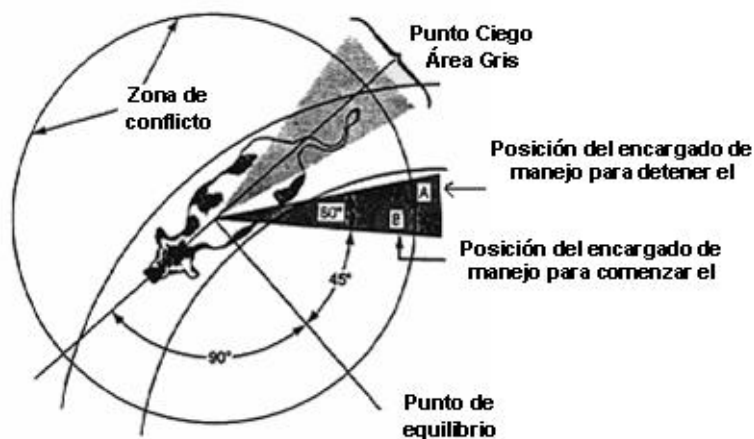 Punto Ciego
Área Gris
Zona de
conflicto
Posición del encargado de
manejo para detener el
A
60°
B
Posición del encargado de
manejo para comenzar el
45°
90°
Punto de
equilibrio